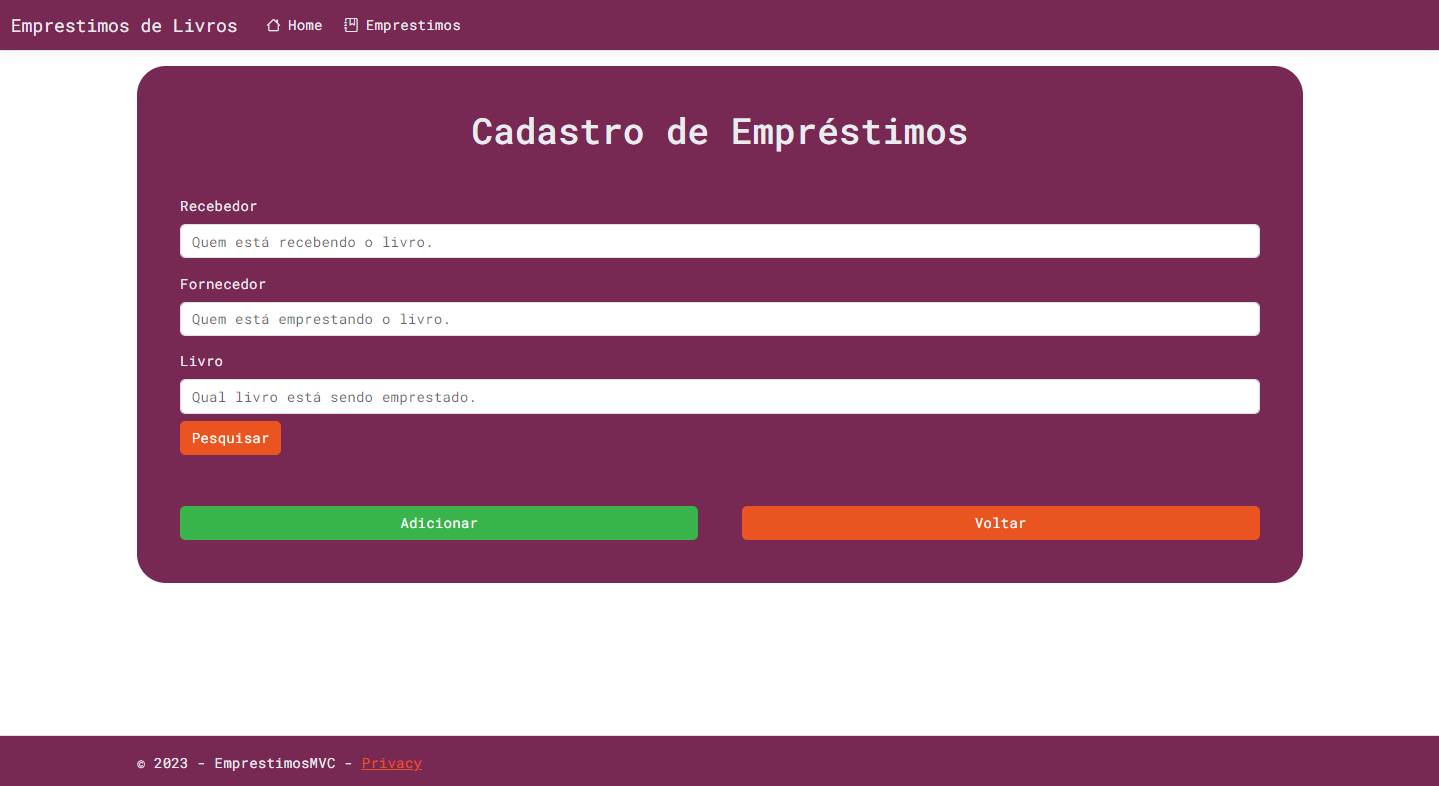 Emprestimos de Livros Home Emprestimos
Cadastro de Empréstimos
Recebedor
Quem está recebendo o livro.
Fornecedor
Quem está emprestando o livro.
Livro
Qual livro está sendo emprestado.
Pesquisar
Adicionar Voltar
© 2023 - EmprestimosMVC - Privacy